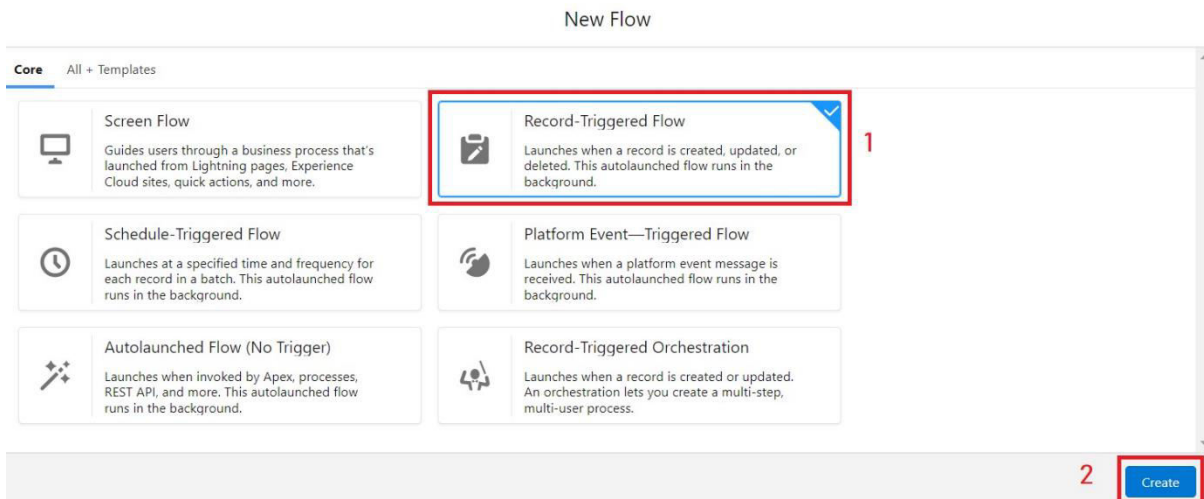 New Flow
Core All + Templates
Screen Flow
Guides users through a business process that's
launched from Lightning pages, Experience
Cloud sites, quick actions, and more.
Record-Triggered Flow
Launches when a record is created, updated, or
deleted. This autolaunched flow runs in the
background.
1
Schedule-Triggered Flow
Launches at a specified time and frequency for
each record in a batch. This autolaunched flow
runs in the background.
Platform Event—Triggered Flow
Launches when a platform event message is
received. This autolaunched flow runs in the
background.
Autolaunched Flow (No Trigger)
Launches when invoked by Apex, processes,
REST API, and more. This autolaunched flow
runs in the background.
Record-Triggered Orchestration
Launches when a record is created or updated.
An orchestration lets you create a multi-step,
multi-user process.
2
Create